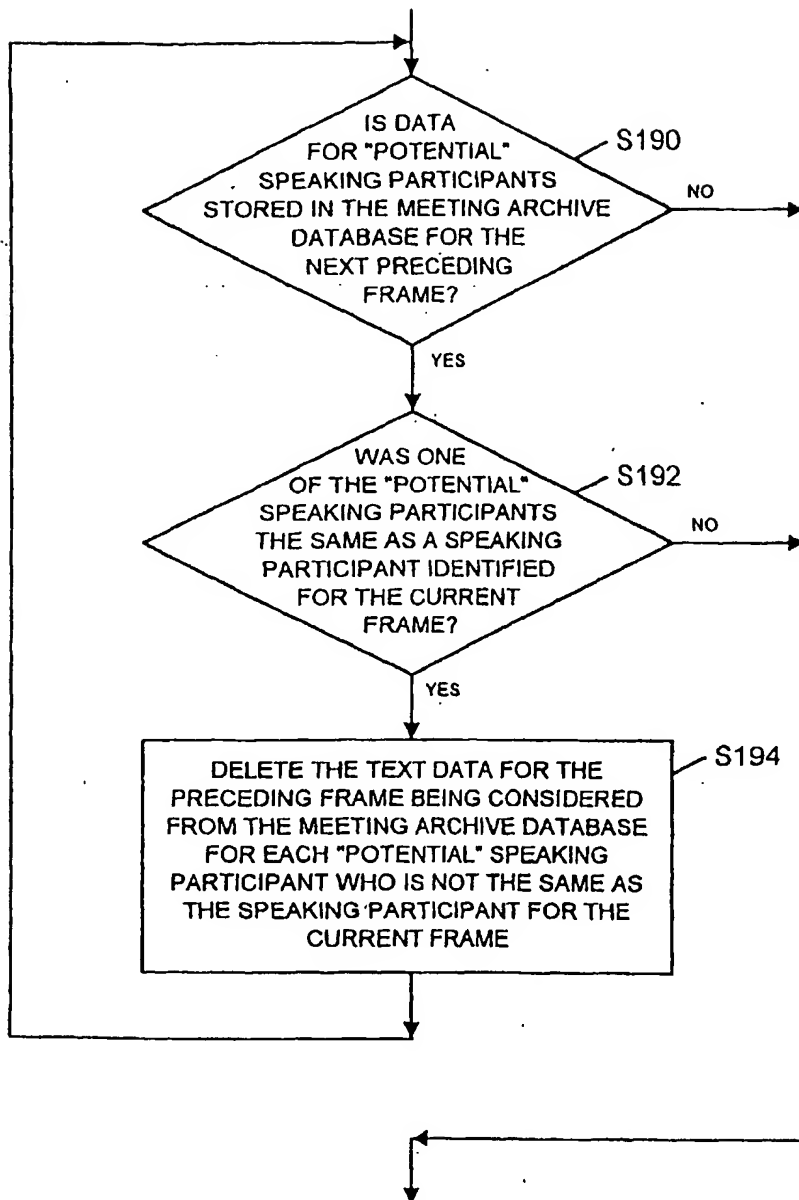 IS DATA
FOR "POTENTIAL"
SPEAKING PARTICIPANTS
STORED IN THE MEETING ARCHIVE
DATABASE FOR THE
NEXT PRECEDING
FRAME?
S190
NO
YES
WAS ONE
OF THE "POTENTIAL"
SPEAKING PARTICIPANTS
THE SAME AS A SPEAKING
PARTICIPANT IDENTIFIED
FOR THE CURRENT
FRAME?
S192
NO
YES
S194
DELETE THE TEXT DATA FOR THE
PRECEDING FRAME BEING CONSIDERED
FROM THE MEETING ARCHIVE DATABASE
FOR EACH "POTENTIAL" SPEAKING
PARTICIPANT WHO IS NOT THE SAME AS
THE SPEAKING PARTICIPANT FOR THE
CURRENT FRAME